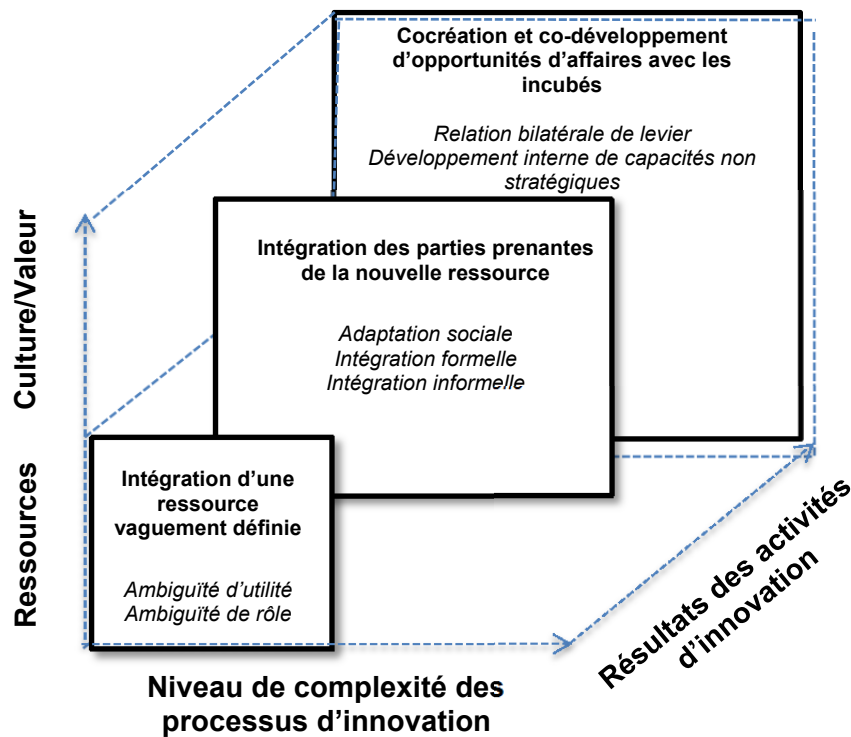 Cocréation et co-développement
d’opportunités d’affaires avec les
incubés
Relation bilatérale de levier
Développement interne de capacités non
stratégiques
Intégration des parties prenantes
de la nouvelle ressource
Adaptation sociale
Intégration formelle
Intégration informelle
Intégration d’une
ressource
vaguement définie
Ambiguïté d’utilité
Ambiguïté de rôle
Culture/Valeur
Ressources
Niveau de complexité des
processus d’innovation
Résultats des activités
d’innovation